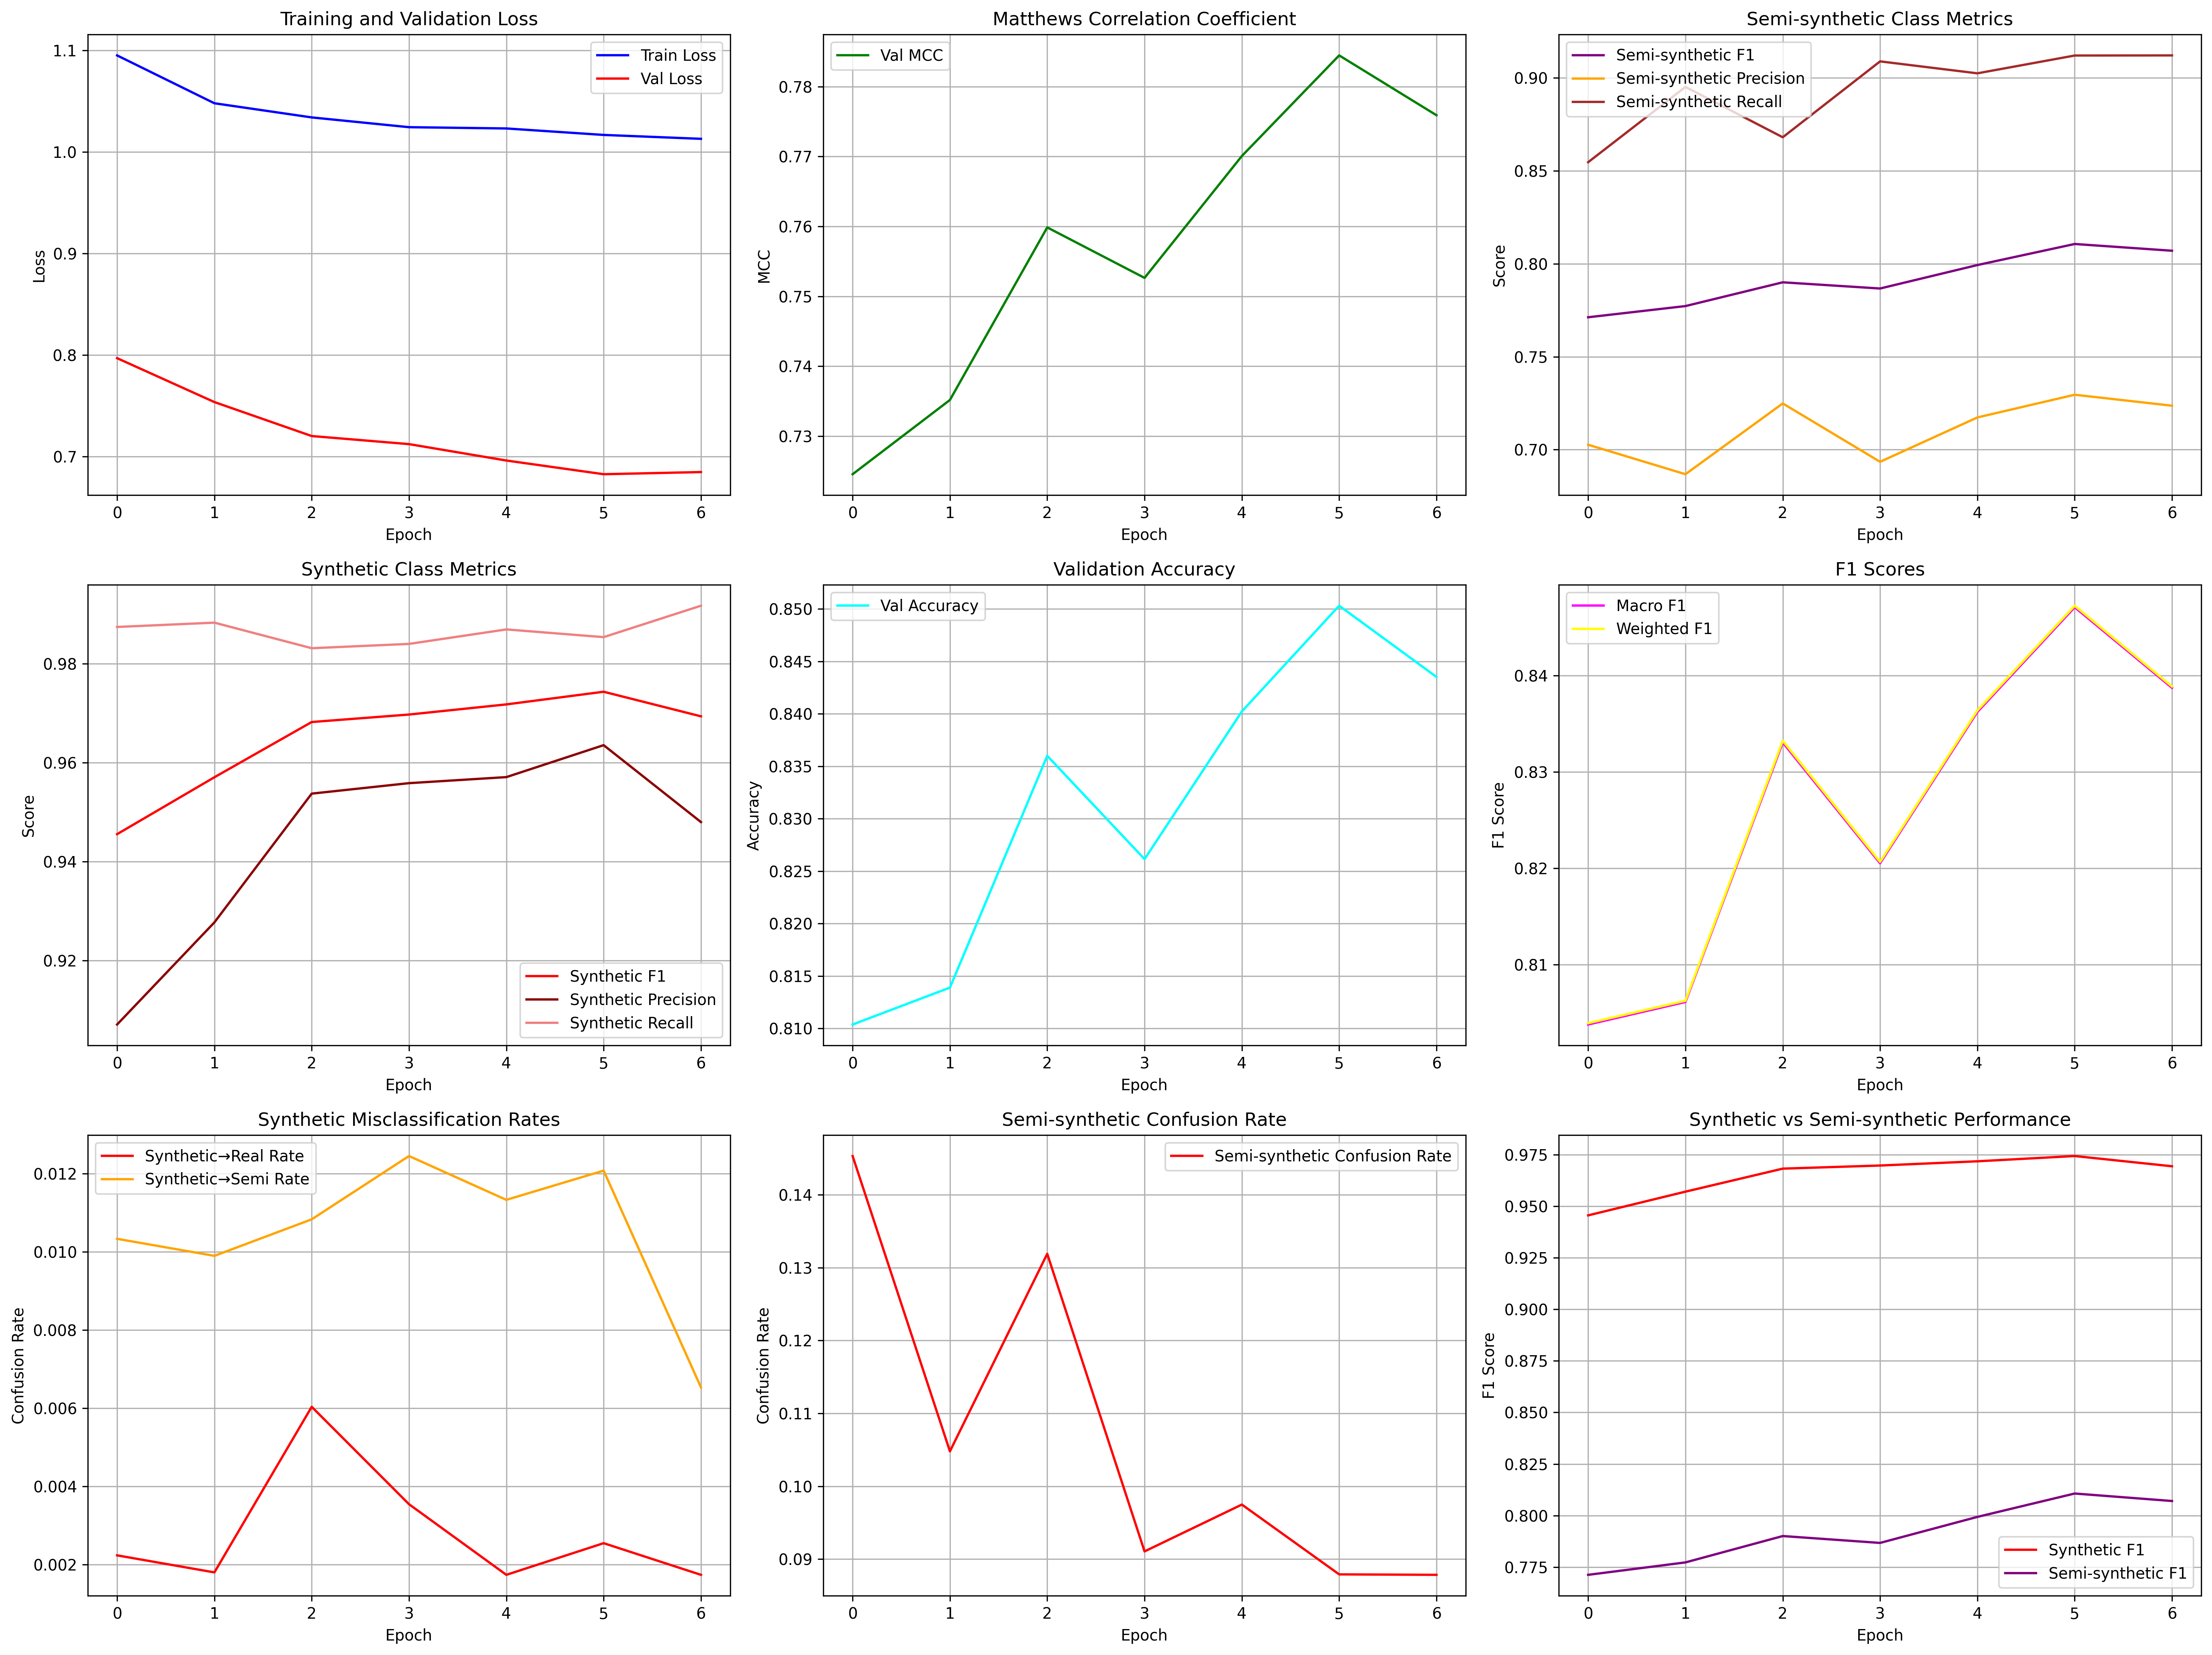 Training and Validation Loss
Train Loss
Val Loss
1.1
1.0
0.9
0.8
0.7
Loss
0 1 2 3 4 5 6
Epoch
Matthews Correlation Coefficient
Val MCC
0.78
0.77
0.76
0.75
0.74
0.73
MCC
0 1 2 3 4 5 6
Epoch
Semi-synthetic Class Metrics
Semi-synthetic F1
Semi-synthetic Precision
Semi-synthetic Recall
0.90
0.85
0.80
0.75
0.70
Score
0 1 2 3 4 5 6
Epoch
Synthetic Class Metrics
0.98
0.96
0.94
0.92
Score
Synthetic F1
Synthetic Precision
Synthetic Recall
0 1 2 3 4 5 6
Epoch
Validation Accuracy
Val Accuracy
0.850
0.845
0.840
0.835
0.830
0.825
0.820
0.815
0.810
Accuracy
0 1 2 3 4 5 6
Epoch
F1 Scores
Macro F1
Weighted F1
0.84
0.83
0.82
0.81
F1 Score
0 1 2 3 4 5 6
Epoch
Synthetic Misclassification Rates
Synthetic→Real Rate
Synthetic→Semi Rate
0.012
0.010
0.008
0.006
0.004
0.002
Confusion Rate
0 1 2 3 4 5 6
Epoch
Semi-synthetic Confusion Rate
Semi-synthetic Confusion Rate
0.14
0.13
0.12
0.11
0.10
0.09
Confusion Rate
0 1 2 3 4 5 6
Epoch
Synthetic vs Semi-synthetic Performance
0.975
0.950
0.925
0.900
0.875
0.850
0.825
0.800
0.775
F1 Score
Synthetic F1
Semi-synthetic F1
0 1 2 3 4 5 6
Epoch